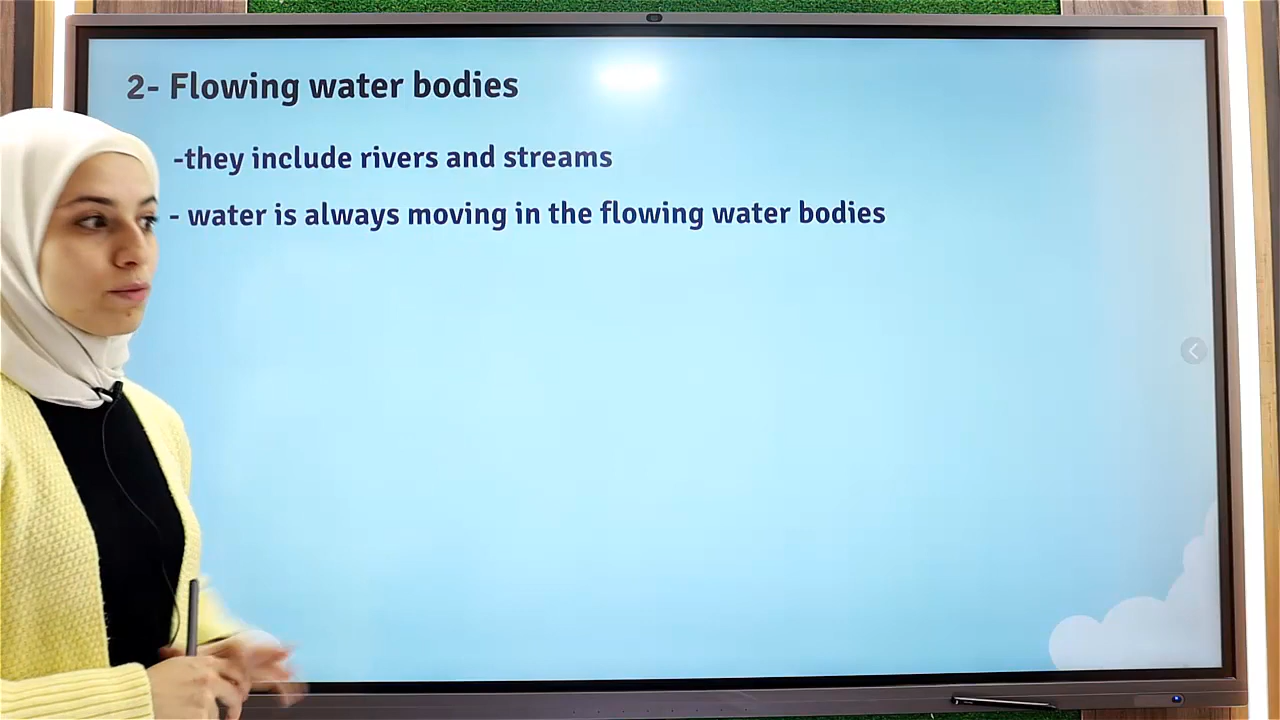 2- Flowing water bodies
-they include rivers and streams
- water is always moving in the flowing water bodies